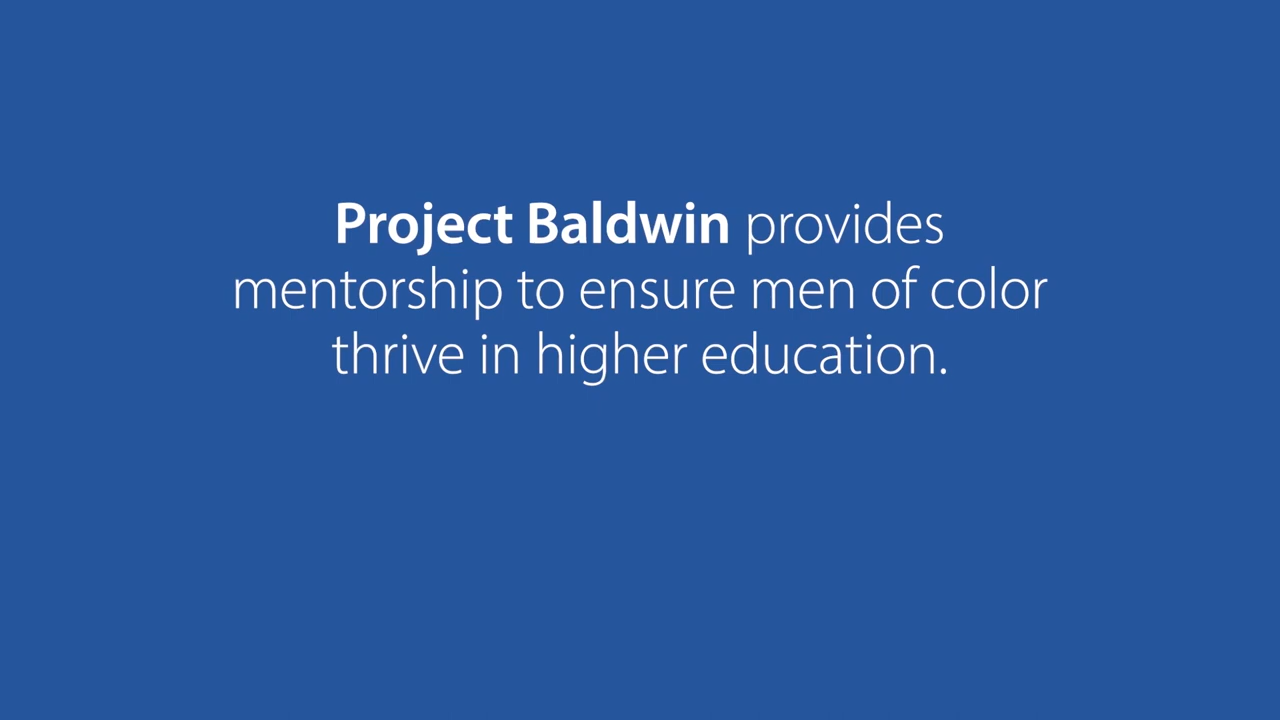 Project Baldwin provides
mentorship to ensure men of color
thrive in higher education.